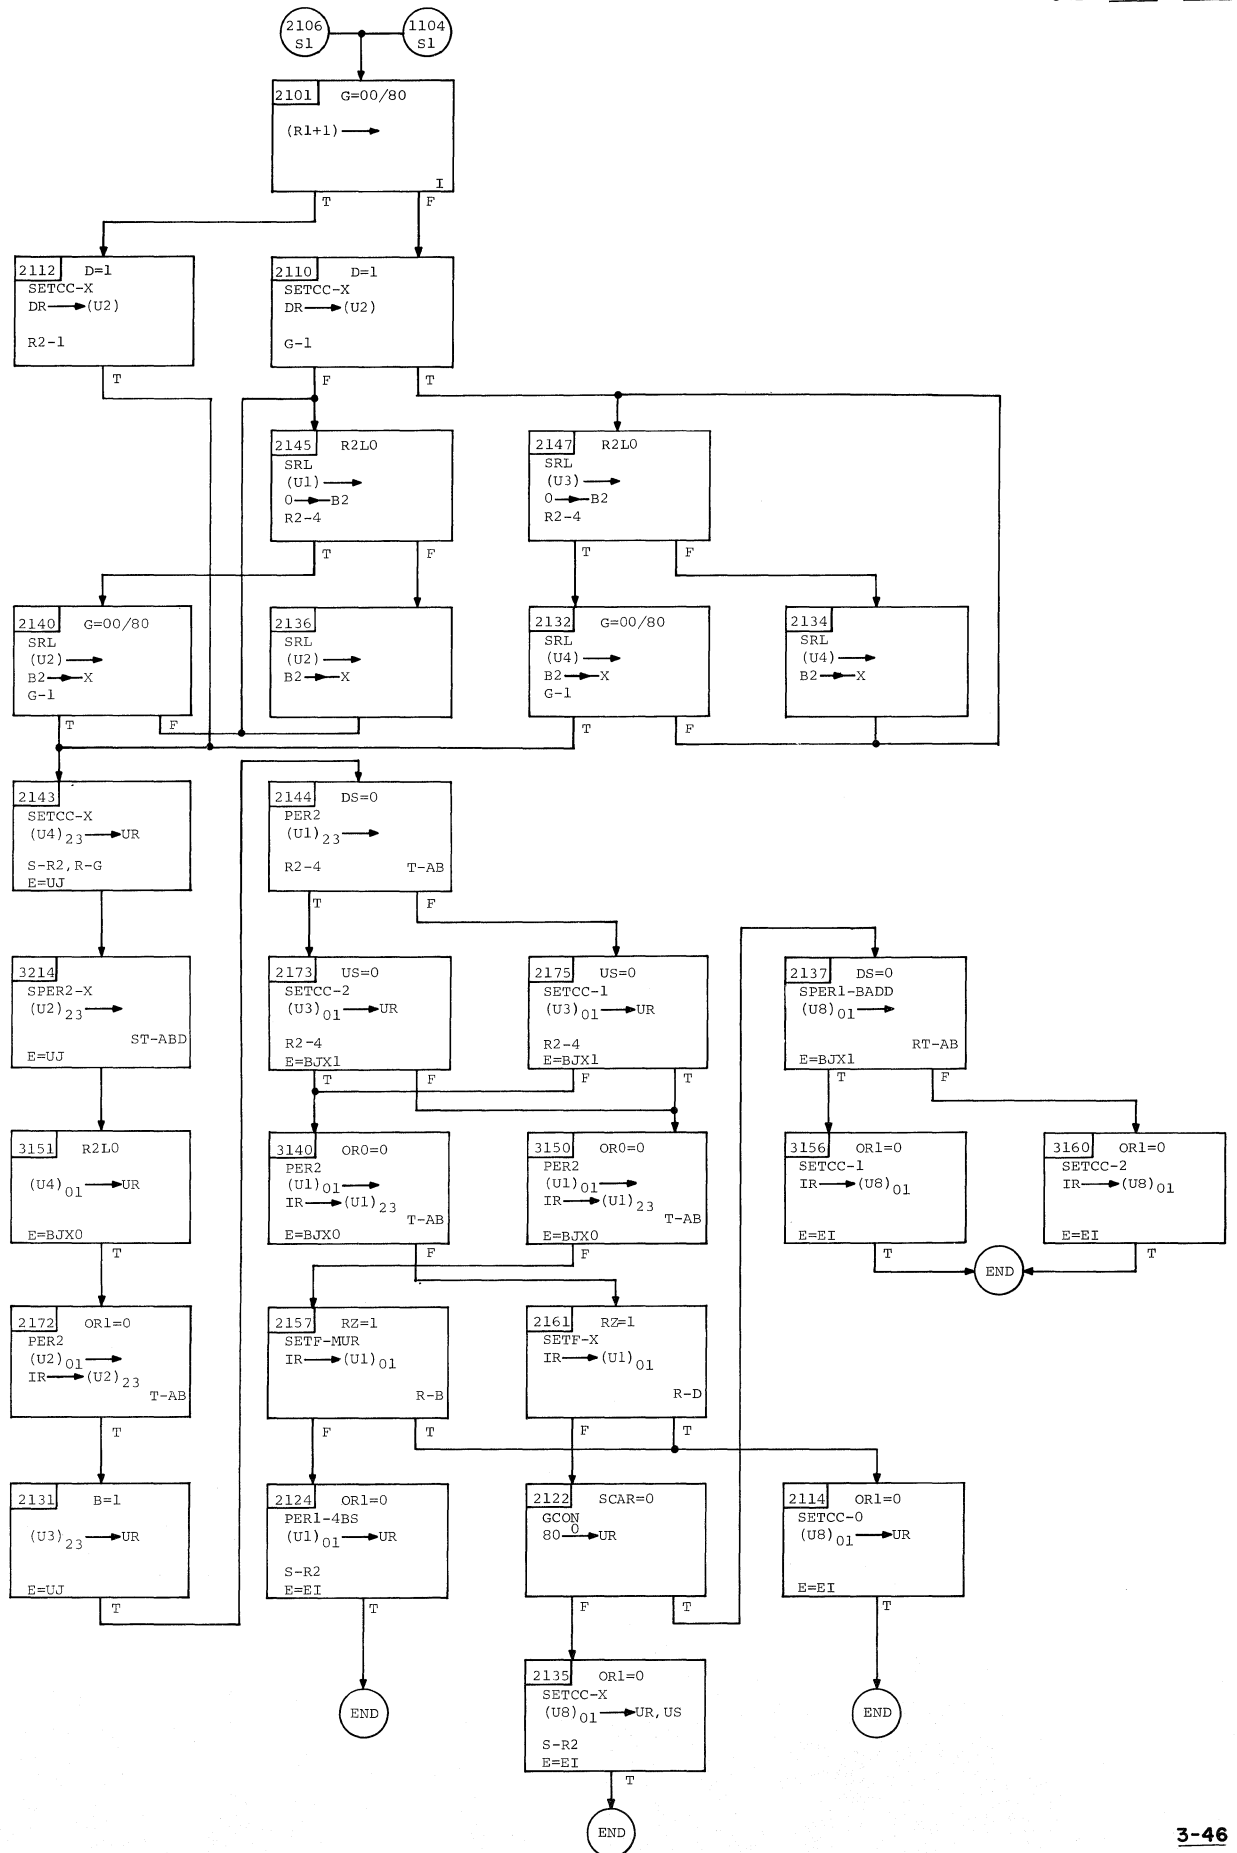 2106
S1
1104
S1
2101 G=00/80
(R1+1)
I
T
F
2112 D=1
SETCC-X
DR (U2)
R2-1
T
2110 D=1
SETCC-X
DR (U2)
G-1
F
T
2145 R2L0
SRL
(U1)
0 B2
R2-4
T
F
2147 R2L0
SRL
(U3)
0 B2
R2-4
T
F
2140 G=00/80
SRL
(U2)
B2 X
G-1
T
F
2136
SRL
(U2)
B2 X
2132 G=00/80
SRL
(U4)
B2 X
G-1
T
F
2134
SRL
(U4)
B2 X
2143
SETCC-X
(U4)23 UR
S-R2,R-G
E=UJ
2144 DS=0
PER2
(U1)23
R2-4 T-AB
T
F
3214
SPER2-X
(U2)23
ST-ABD
E=UJ
2173 US=0
SETCC-2
(U3)01 UR
R2-4
E=BJX1
T
F
2175 US=0
SETCC-1
(U3)01 UR
R2-4
E=BJX1
F
T
2137 DS=0
SPER1-BADD
(U8)01
RT-AB
E=BJX1
T
F
3151 R2L0
(U4)01 UR
E=BJX0
T
3140 OR0=0
PER2
(U1)01
IR (U1)23
T-AB
E=BJX0
F
3150 OR0=0
PER2
(U1)01
IR (U1)23
T-AB
E=BJX0
F
3156 OR1=0
SETCC-1
IR (U8)01
E=EI
T
3160 OR1=0
SETCC-2
IR (U8)01
E=EI
T
END
2172 OR1=0
PER2
(U2)01
IR (U2)23
T-AB
T
2157 RZ=1
SETF-MUR
IR (U1)01
R-B
F
T
2161 RZ=1
SETF-X
IR (U1)01
R-D
F
T
2131 B=1
(U3)23 UR
E=UJ
T
2124 OR1=0
PER1-4BS
(U1)01 UR
S-R2
E=EI
T
2122 SCAR=0
GCON
0
80 UR
F
T
2114 OR1=0
SETCC-0
(U8)01 UR
E=EI
T
2135 OR1=0
SETCC-X
(U8)01 UR,US
S-R2
E=EI
T
END
END
END
3-46